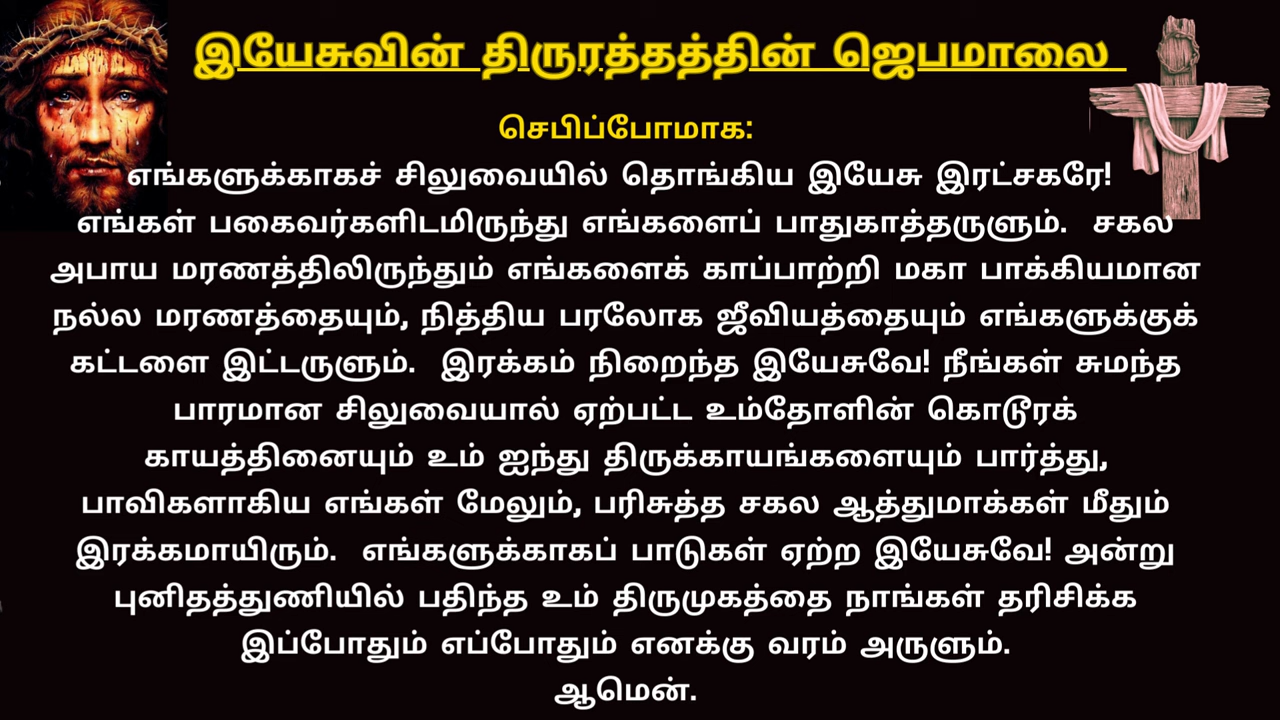 இயேசுவின் திருரத்தத்தின் ஜெபமாலை
செபிப்போமாக:
எங்களுக்காகச் சிலுவையில் தொங்கிய இயேசு இரட்சகரே!
எங்கள் பகைவர்களிடமிருந்து எங்களைப் பாதுகாத்தருளும்.  சகல
அபாய மரணத்திலிருந்தும் எங்களைக் காப்பாற்றி மகா பாக்கியமான
நல்ல மரணத்தையும், நித்திய பரலோக ஜீவியத்தையும் எங்களுக்குக்
கட்டளை இட்டருளும்.  இரக்கம் நிறைந்த இயேசுவே! நீங்கள் சுமந்த
பாரமான சிலுவையால் ஏற்பட்ட உம்தோளின் கொடூரக்
காயத்தினையும் உம் ஐந்து திருக்காயங்களையும் பார்த்து,
பாவிகளாகிய எங்கள் மேலும், பரிசுத்த சகல ஆத்துமாக்கள் மீதும்
இரக்கமாயிரும்.  எங்களுக்காகப் பாடுகள் ஏற்ற இயேசுவே! அன்று
புனிதத்துணியில் பதிந்த உம் திருமுகத்தை நாங்கள் தரிசிக்க
இப்போதும் எப்போதும் எனக்கு வரம் அருளும்.
ஆமென்.